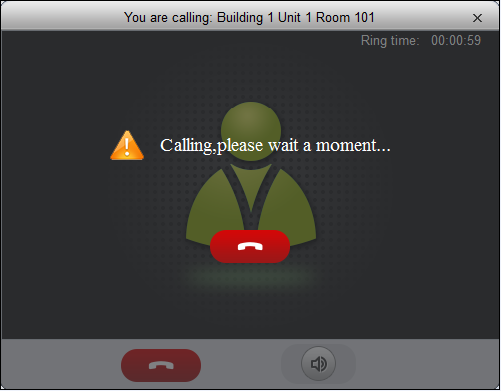 You are calling: Building 1 Unit 1 Room 101
Ring time: 00:00:59
Calling,please wait a moment...